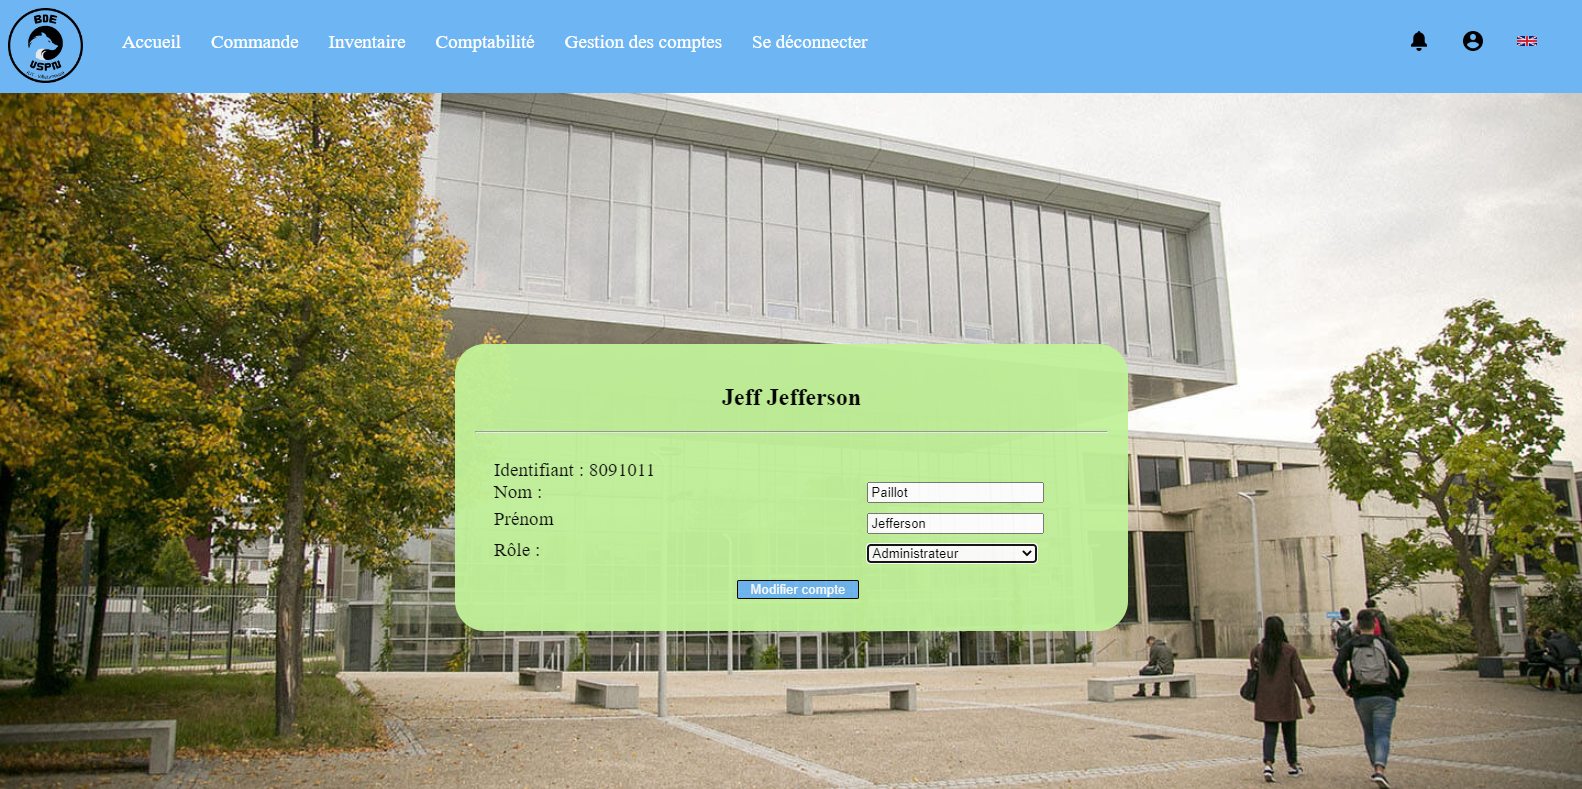 BDE
USPN
Accueil
Commande
Inventaire
Comptabilité
Gestion des comptes
Se déconnecter
Jeff Jefferson
Identifiant : 8091011
Nom :
Paillot
Prénom
Jefferson
Rôle :
Administrateur
Modifier compte